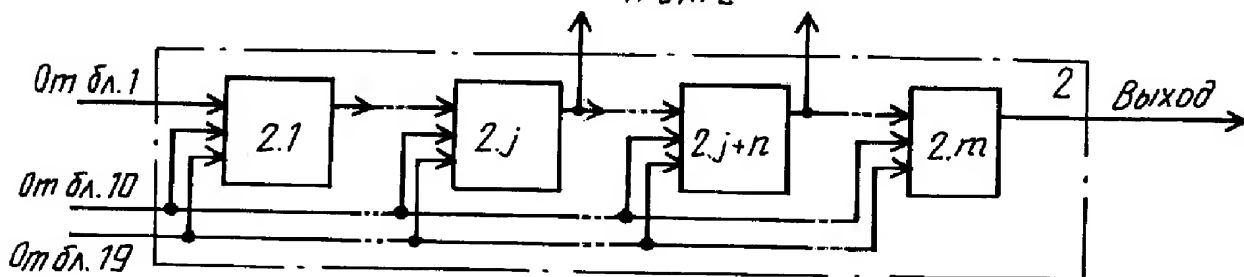 От бл.1
2.1
2.j
2.j+n
2.m
2
Выход
От бл.10
От бл.19